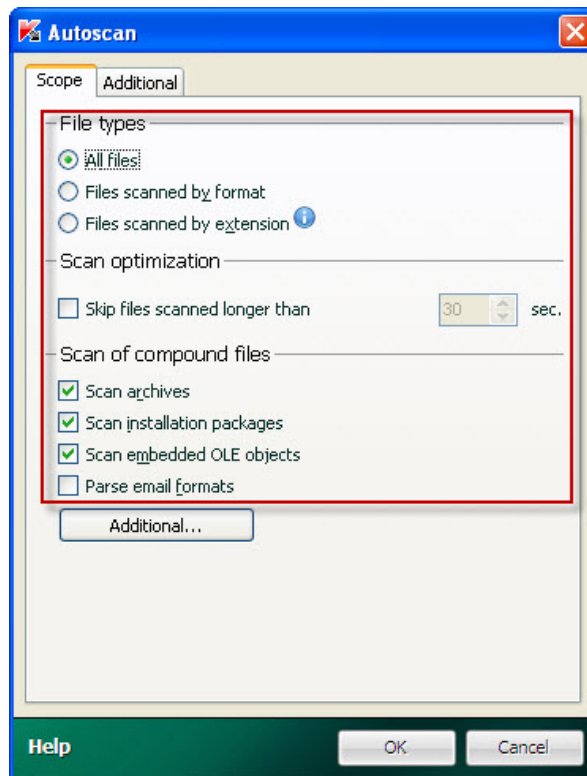 Autoscan
Scope Additional
File types
All files
Files scanned by format
Files scanned by extension
Scan optimization
Skip files scanned longer than 30 sec.
Scan of compound files
Scan archives
Scan installation packages
Scan embedded OLE objects
Parse email formats
Additional...
Help OK Cancel